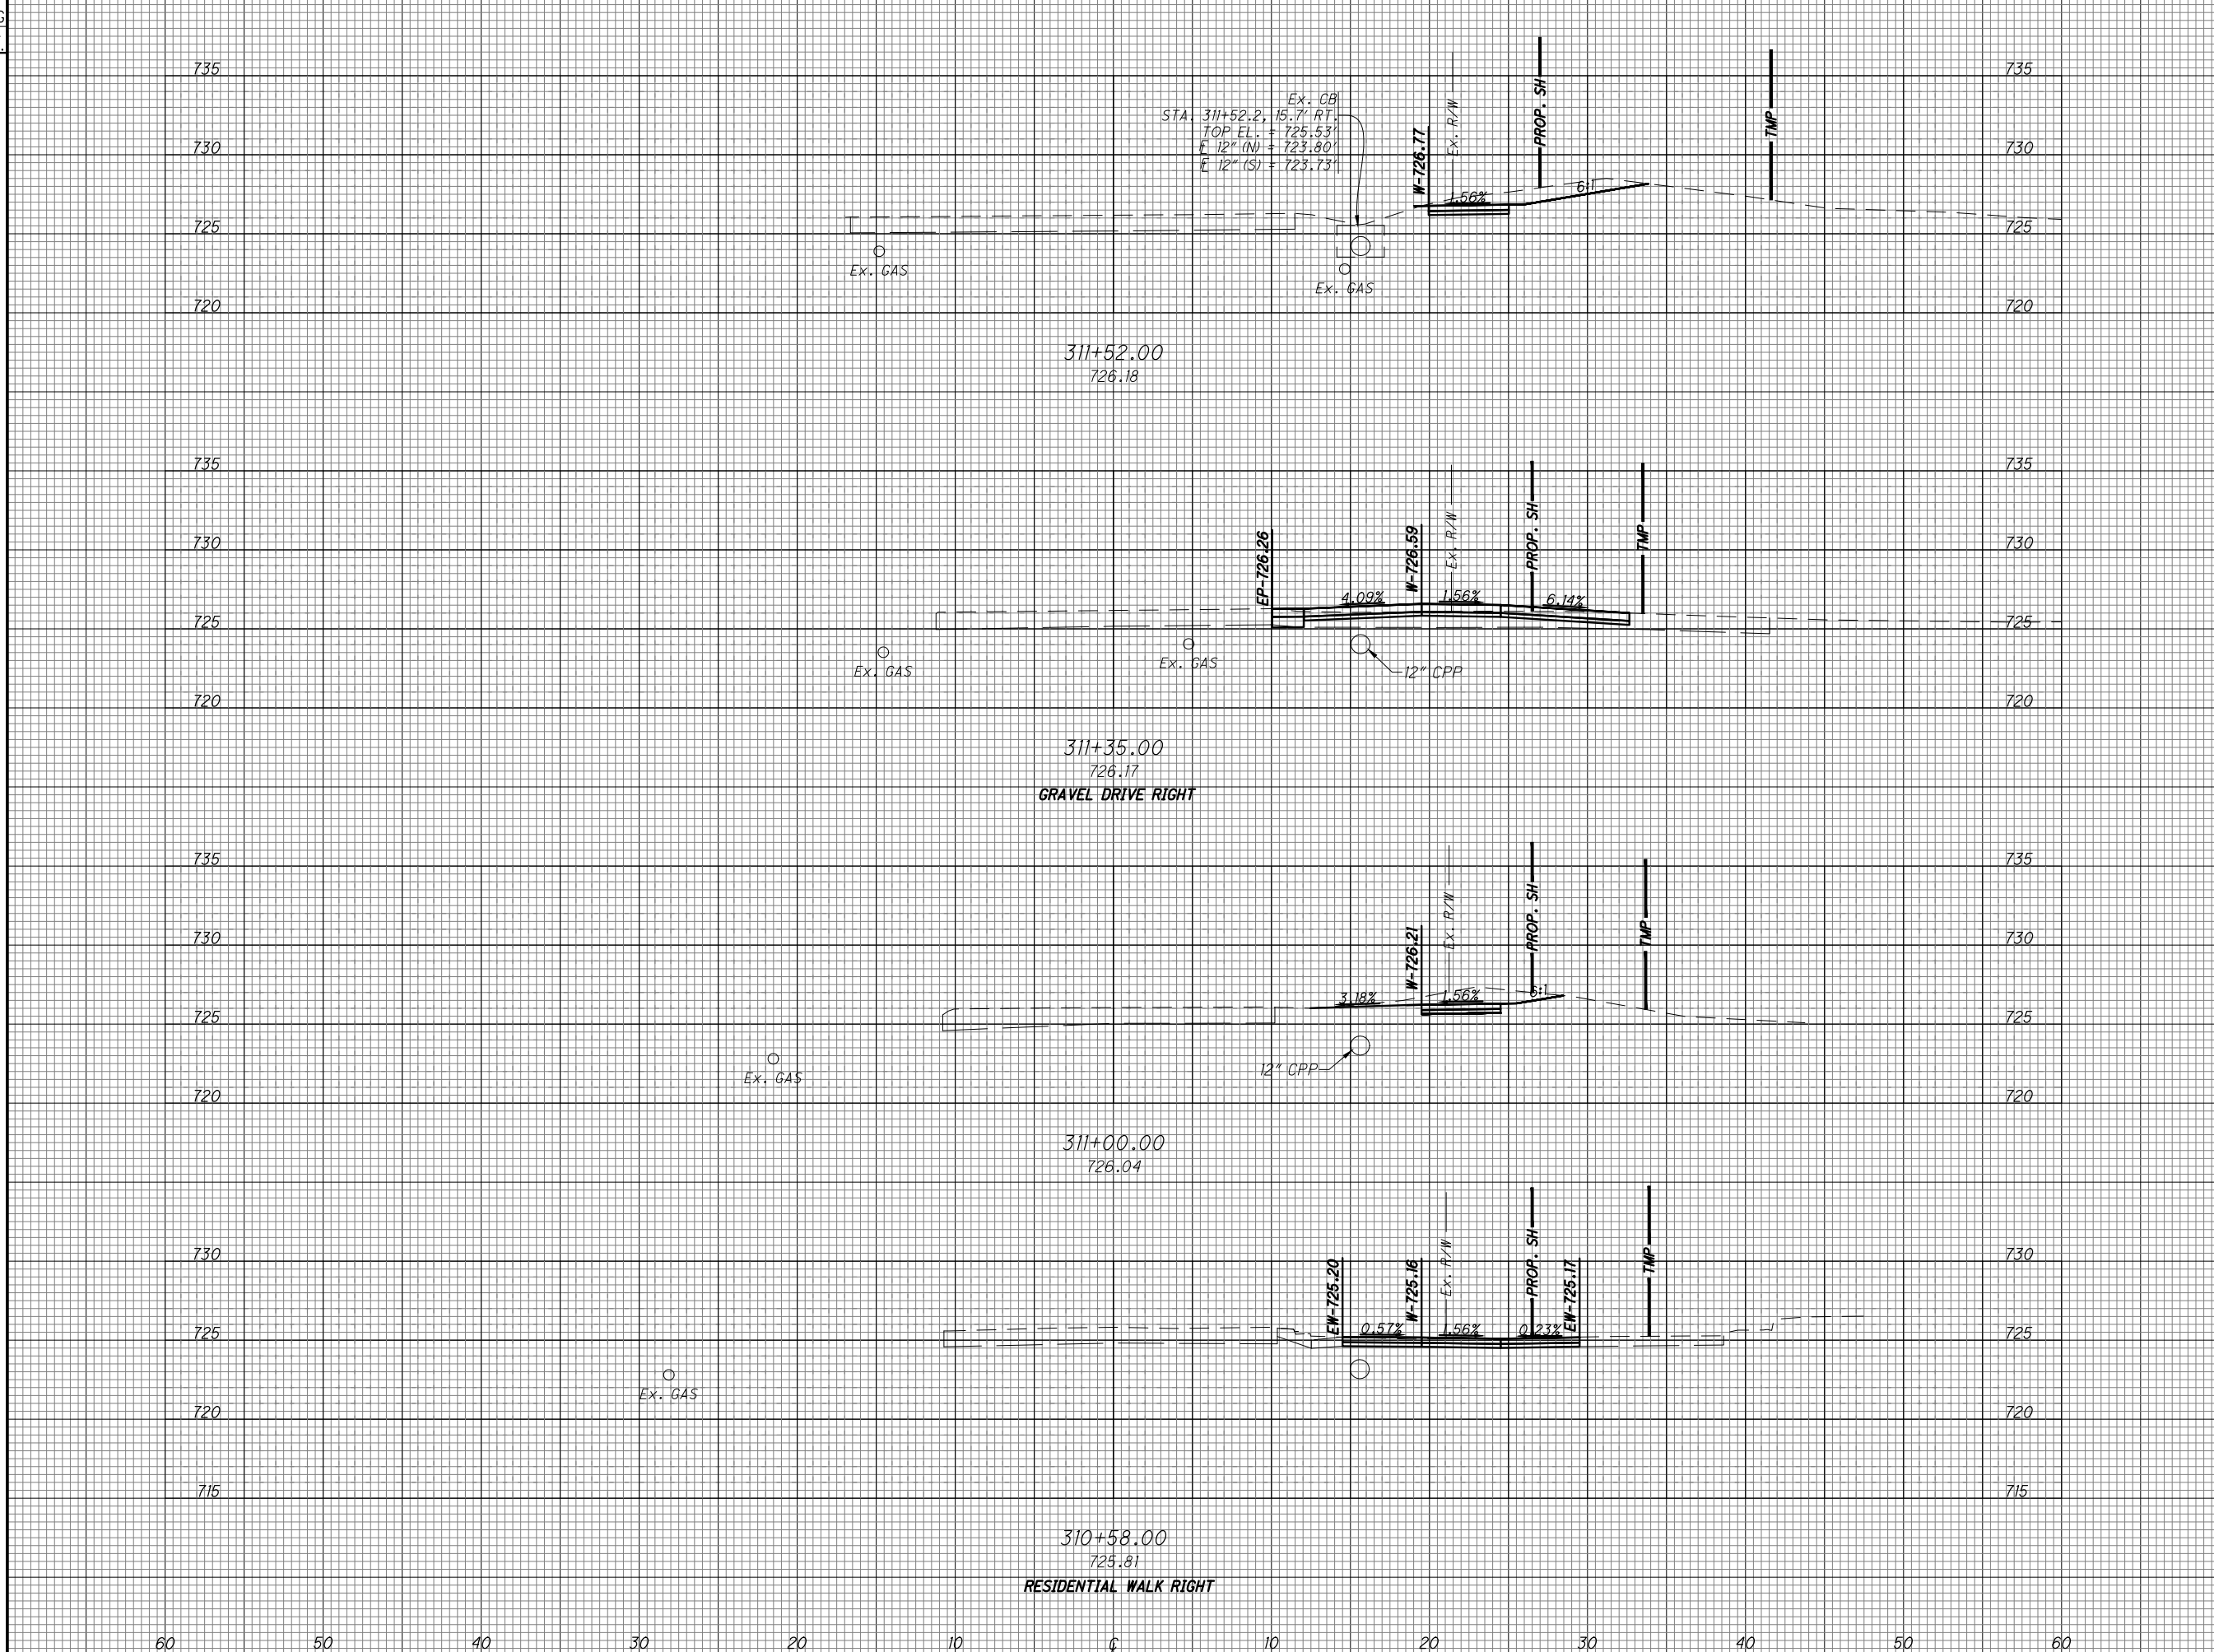 735
735
Ex. CB
STA. 311+52.2, 15.7' RT.
TOP EL. = 725.53'
E 12" (N) = 723.80'
E 12" (S) = 723.73'
W-726.77
Ex. R/W
PROP. SH
TMP
730
730
1.56%
6:1
725
725
Ex. GAS
Ex. GAS
720
720
311+52.00
726.18
735
735
EP-726.26
W-726.59
Ex. R/W
PROP. SH
TMP
730
730
4.09%
1.56%
6.14%
725
725
Ex. GAS
Ex. GAS
12" CPP
720
720
311+35.00
726.17
GRAVEL DRIVE RIGHT
735
735
W-726.21
Ex. R/W
PROP. SH
TMP
730
730
3.18%
1.56%
6:1
725
725
12" CPP
Ex. GAS
720
720
311+00.00
726.04
730
730
EW-725.20
W-725.16
Ex. R/W
PROP. SH
EW-725.17
TMP
0.57%
1.56%
0.23%
725
725
Ex. GAS
720
720
715
715
310+58.00
725.81
RESIDENTIAL WALK RIGHT
60 50 40 30 20 10 ℄ 10 20 30 40 50 60